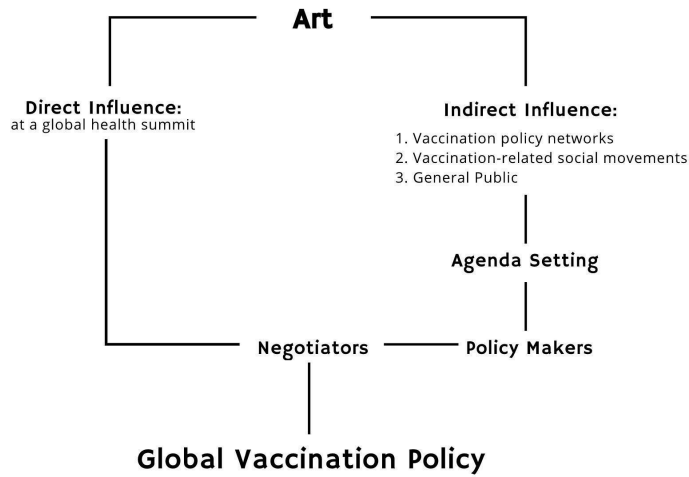 Art
Direct Influence:
at a global health summit
Indirect Influence:
1. Vaccination policy networks
2. Vaccination-related social movements
3. General Public
Agenda Setting
Negotiators
Policy Makers
Global Vaccination Policy